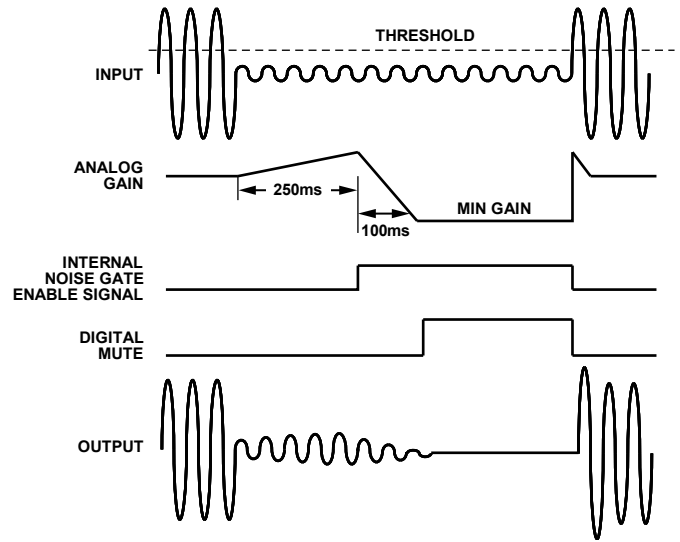 THRESHOLD
INPUT
ANALOG
GAIN
250ms
MIN GAIN
100ms
INTERNAL
NOISE GATE
ENABLE SIGNAL
DIGITAL
MUTE
OUTPUT